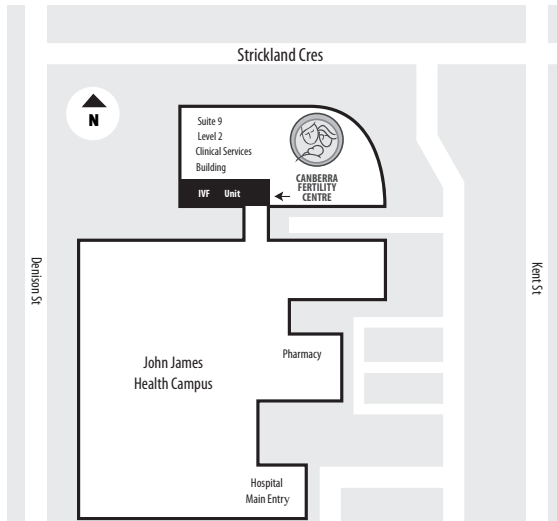 Strickland Cres
N
Suite 9
Level 2
Clinical Services
Building
IVF Unit
CANBERRA
FERTILITY
CENTRE
Denison St
Kent St
John James
Health Campus
Pharmacy
Hospital
Main Entry